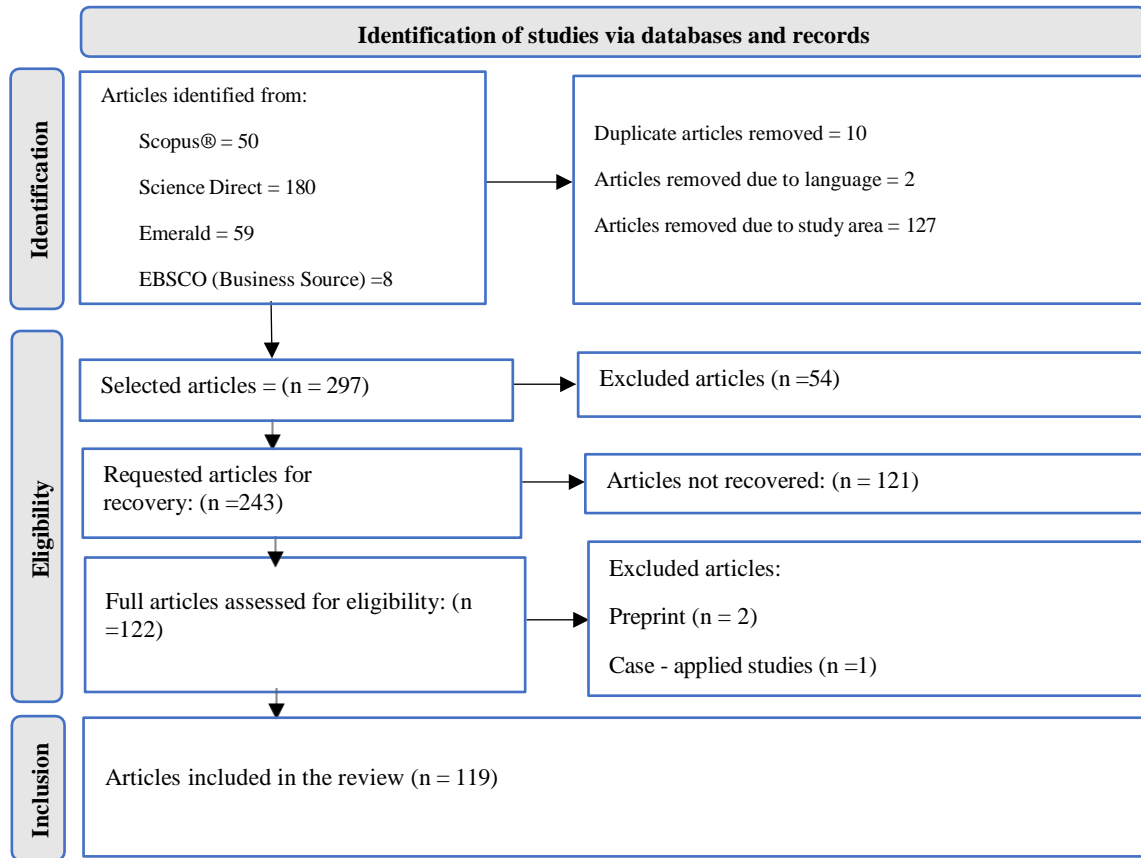 Identification of studies via databases and records
Identification
Articles identified from:
Scopus® = 50
Science Direct = 180
Emerald = 59
EBSCO (Business Source) =8
Duplicate articles removed = 10
Articles removed due to language = 2
Articles removed due to study area = 127
Eligibility
Selected articles = (n = 297)
Excluded articles (n =54)
Requested articles for
recovery: (n =243)
Articles not recovered: (n = 121)
Full articles assessed for eligibility: (n
=122)
Excluded articles:
Preprint (n = 2)
Case - applied studies (n =1)
Inclusion
Articles included in the review (n = 119)